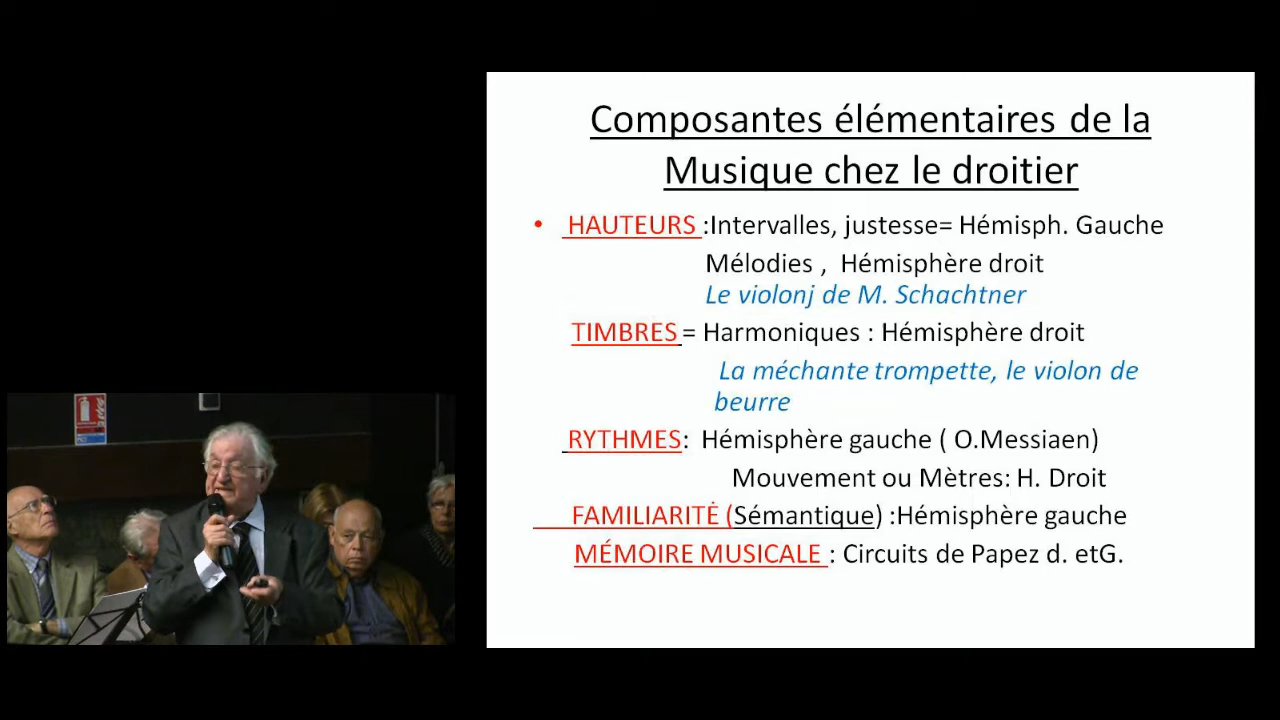 Composantes élémentaires de la
Musique chez le droitier
• HAUTEURS :Intervalles, justesse= Hémisph. Gauche
Mélodies , Hémisphère droit
Le violonj de M. Schachtner
TIMBRES = Harmoniques : Hémisphère droit
La méchante trompette, le violon de
beurre
RYTHMES: Hémisphère gauche ( O.Messiaen)
Mouvement ou Mètres: H. Droit
FAMILIARITÉ (Sémantique) :Hémisphère gauche
MÉMOIRE MUSICALE : Circuits de Papez d. etG.